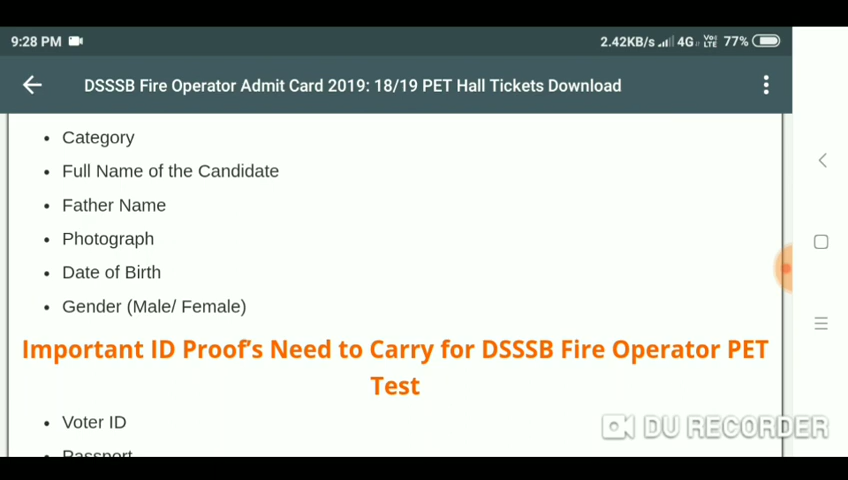 9:28 PM 2.42KB/s 4G VoLTE 77%
DSSSB Fire Operator Admit Card 2019: 18/19 PET Hall Tickets Download
• Category
• Full Name of the Candidate
• Father Name
• Photograph
• Date of Birth
• Gender (Male/ Female)
Important ID Proof's Need to Carry for DSSSB Fire Operator PET
Test
• Voter ID
• Passport
DU RECORDER